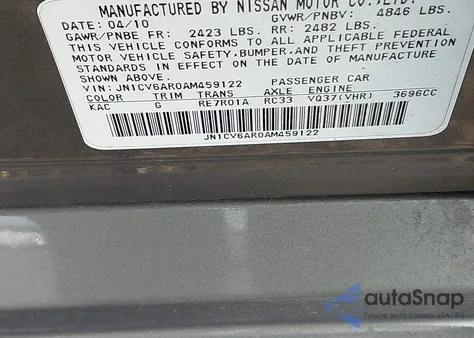 MANUFACTURED BY NISSAN MOTOR CO.,LTD.
DATE: 04/10 GVWR/PNBV: 4846 LBS.
GAWR/PNBE FR: 2423 LBS. RR: 2482 LBS.
THIS VEHICLE CONFORMS TO ALL APPLICABLE FEDERAL
MOTOR VEHICLE SAFETY,BUMPER,AND THEFT PREVENTION
STANDARDS IN EFFECT ON THE DATE OF MANUFACTURE
SHOWN ABOVE.
VIN: JN1CV6AR0AM459122 PASSENGER CAR
COLOR TRIM TRANS AXLE ENGINE
KAC G RE7R01A RC33 VQ37(VHR) 3696CC
JN1CV6AR0AM459122
autoSnap